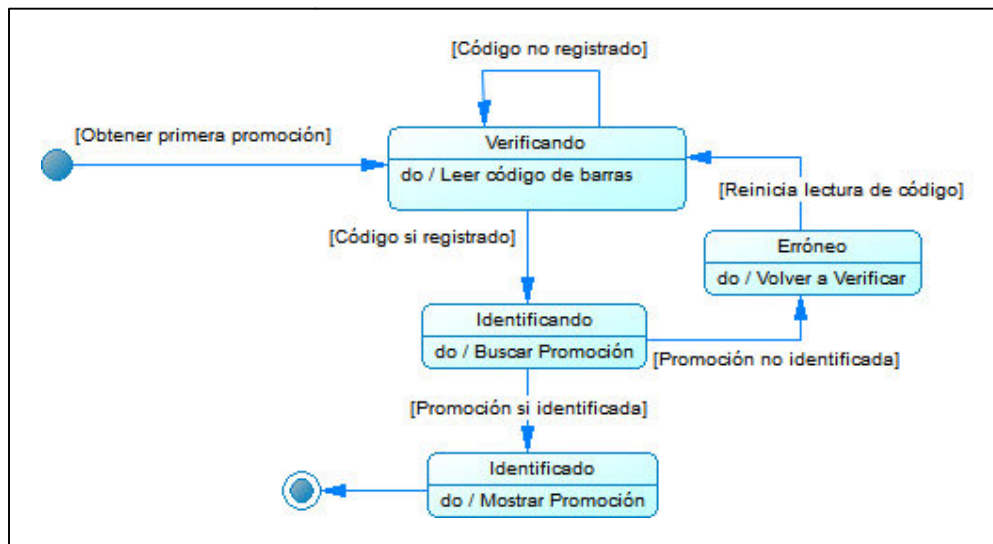 [Código no registrado]
[Obtener primera promoción]
Verificando
do / Leer código de barras
[Reinicia lectura de código]
[Código si registrado]
Erróneo
do / Volver a Verificar
Identificando
do / Buscar Promoción
[Promoción no identificada]
[Promoción si identificada]
Identificado
do / Mostrar Promoción